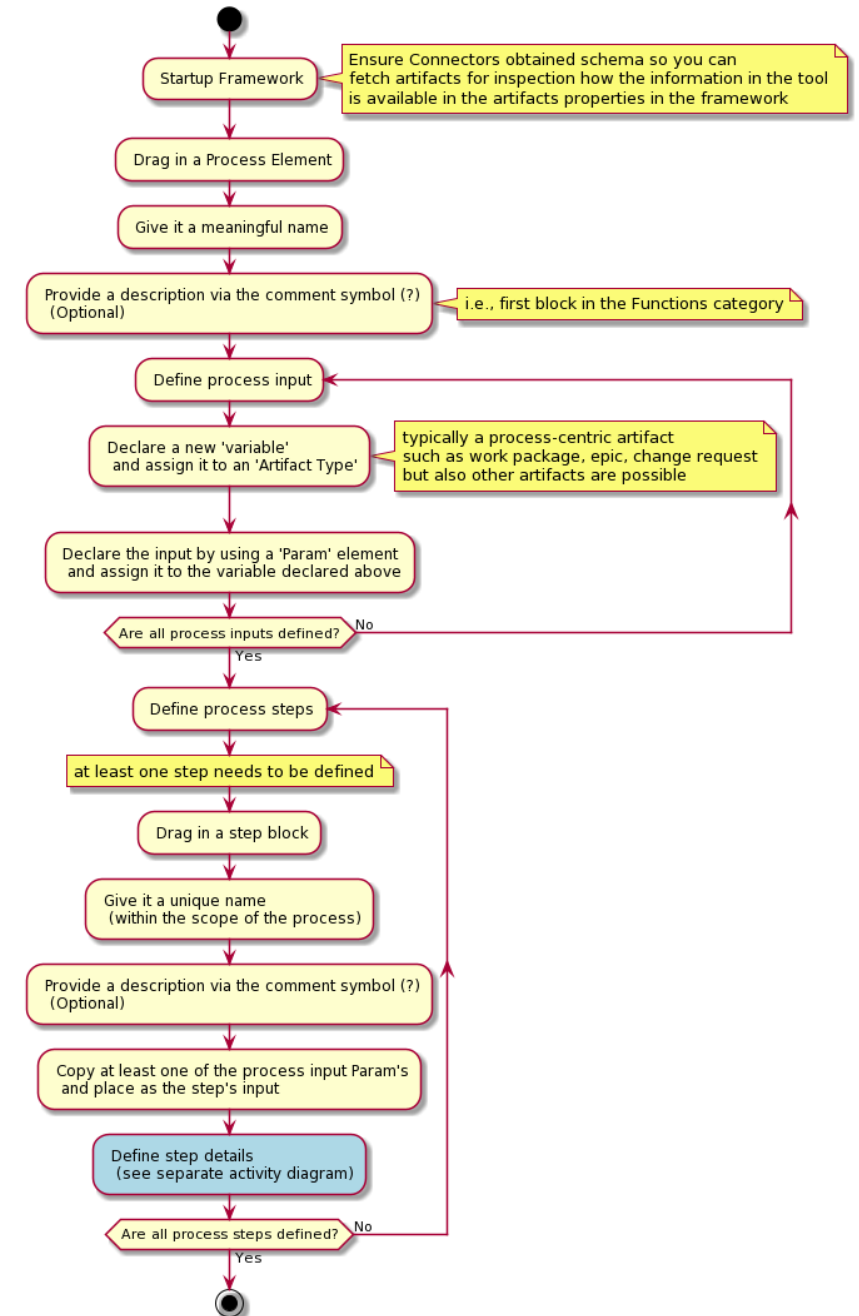 Startup Framework
Ensure Connectors obtained schema so you can
fetch artifacts for inspection how the information in the tool
is available in the artifacts properties in the framework
Drag in a Process Element
Give it a meaningful name
Provide a description via the comment symbol (?)
(Optional)
i.e., first block in the Functions category
Define process input
Declare a new 'variable'
and assign it to an 'Artifact Type'
typically a process-centric artifact
such as work package, epic, change request
but also other artifacts are possible
Declare the input by using a 'Param' element
and assign it to the variable declared above
Are all process inputs defined?
No
Yes
Define process steps
at least one step needs to be defined
Drag in a step block
Give it a unique name
(within the scope of the process)
Provide a description via the comment symbol (?)
(Optional)
Copy at least one of the process input Param's
and place as the step's input
Define step details
(see separate activity diagram)
Are all process steps defined?
No
Yes